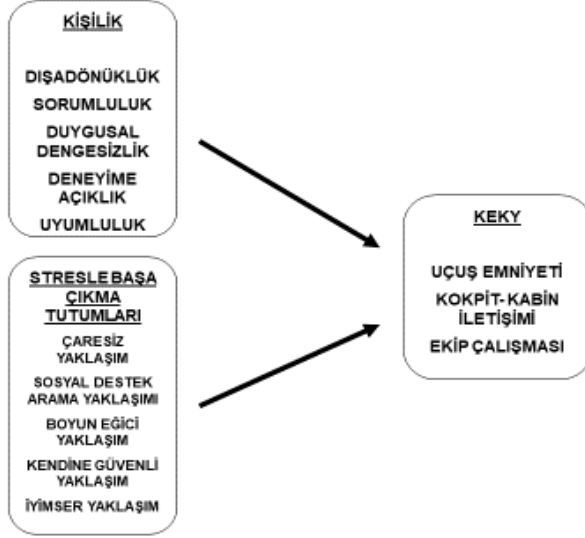 KİŞİLİK
DIŞADÖNÜKLÜK
SORUMLULUK
DUYGUSAL
DENGESİZLİK
DENEYİME
AÇIKLIK
UYUMLULUK
STRESLE BAŞA
ÇIKMA
TUTUMLARI
ÇARESİZ
YAKLAŞIM
SOSYAL DESTEK
ARAMA YAKLAŞIMI
BOYUN EĞİCİ
YAKLAŞIM
KENDİNE GÜVENLİ
YAKLAŞIM
İYİMSER YAKLAŞIM
KEKY
UÇUŞ EMNİYETİ
KOKPİT- KABİN
İLETİŞİMİ
EKİP ÇALIŞMASI